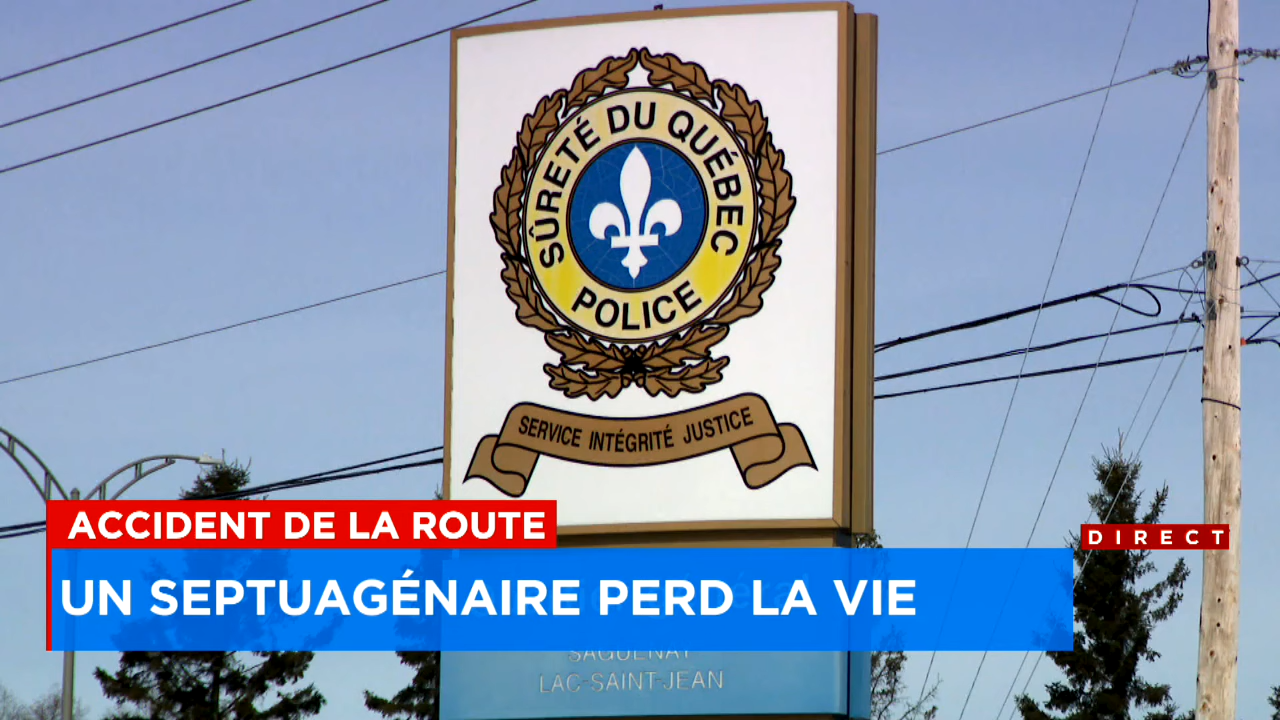 SÛRETÉ DU QUÉBEC
POLICE
SERVICE INTÉGRITÉ JUSTICE
ACCIDENT DE LA ROUTE
DIRECT
UN SEPTUAGÉNAIRE PERD LA VIE
SAGUENAY
LAC-SAINT-JEAN